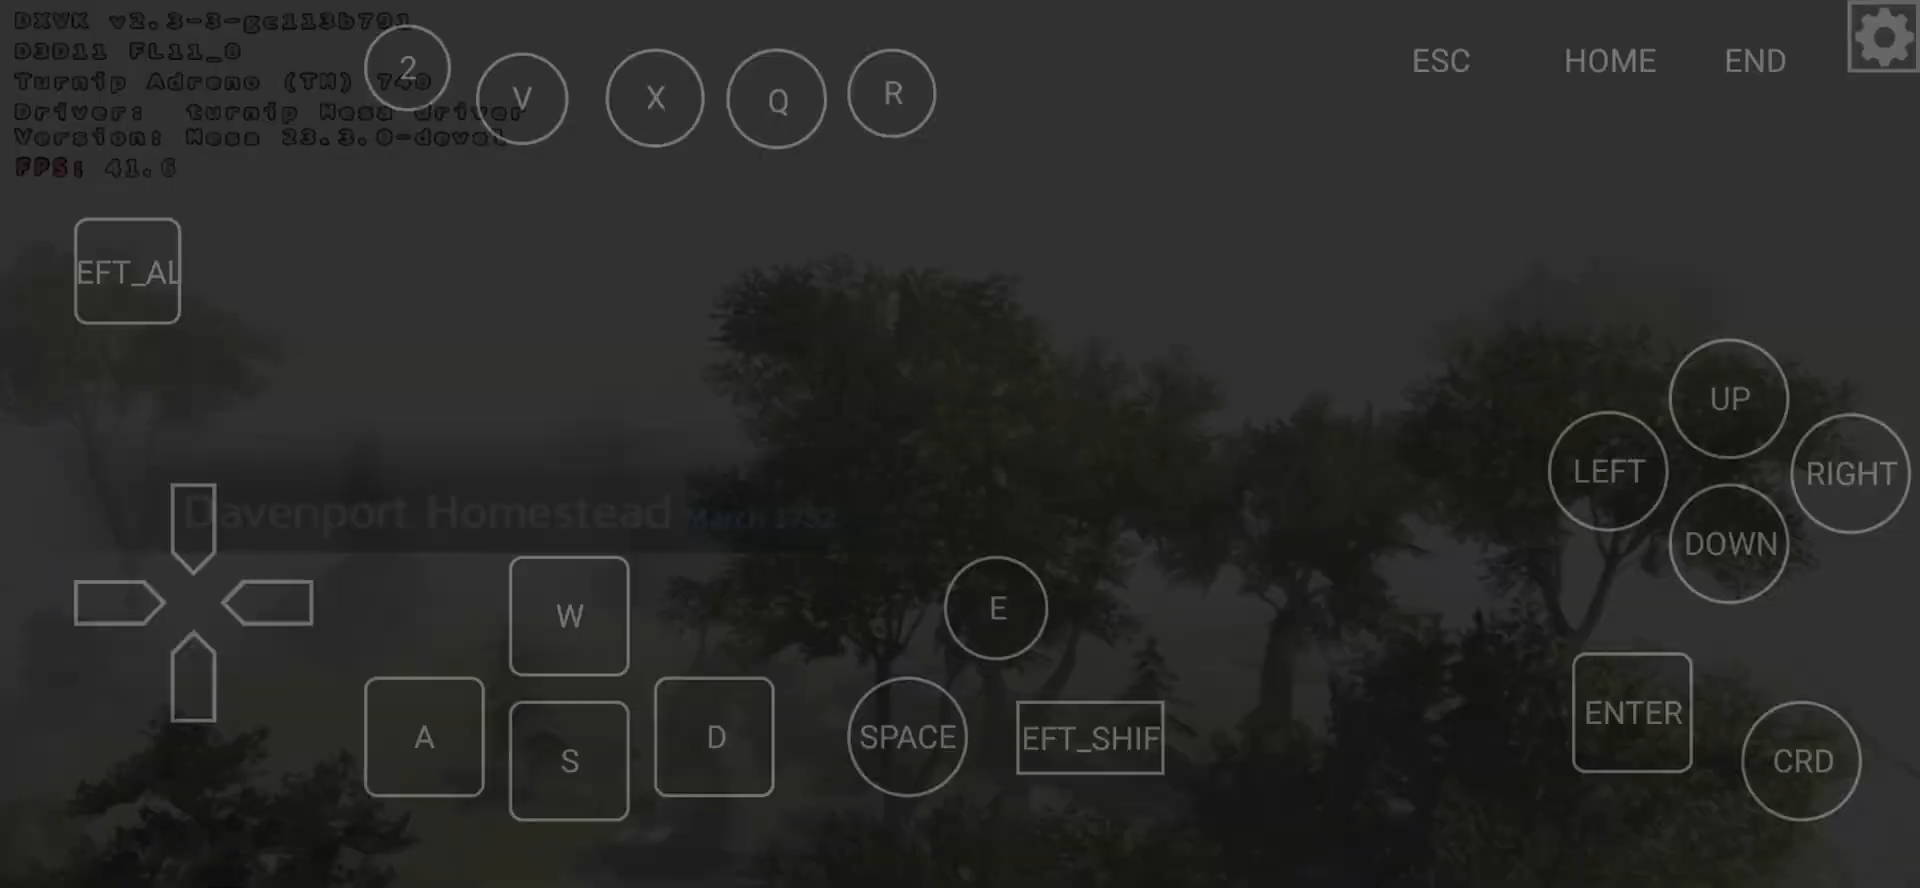 DXVK v2.3-3-gc113b791
D3D11 FL11_0
Turnip Adreno (TM) 740
Driver: turnip Mesa driver
Version: Mesa 23.3.0-devel
FPS: 41.6
2
V
X
Q
R
ESC
HOME
END
EFT_AL
UP
LEFT
RIGHT
DOWN
Davenport Homestead March 1752
W
E
A
S
D
SPACE
EFT_SHIF
ENTER
CRD